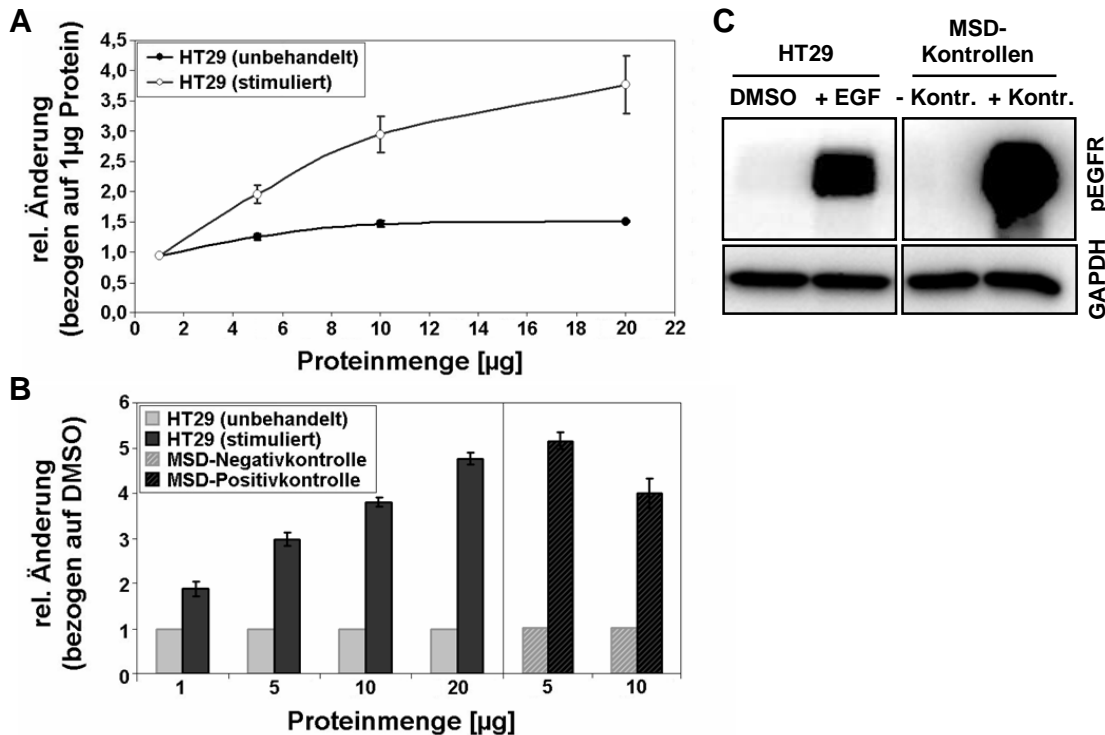 A
rel. Änderung
(bezogen auf 1µg Protein)
4,5
4,0
3,5
3,0
2,5
2,0
1,5
1,0
0,5
0,0
HT29 (unbehandelt)
HT29 (stimuliert)
0 2 4 6 8 10 12 14 16 18 20 22
Proteinmenge [µg]
B
rel. Änderung
(bezogen auf DMSO)
6
5
4
3
2
1
0
HT29 (unbehandelt)
HT29 (stimuliert)
MSD-Negativkontrolle
MSD-Positivkontrolle
1 5 10 20 5 10
Proteinmenge [µg]
C
HT29
MSD-
Kontrollen
DMSO + EGF - Kontr. + Kontr.
pEGFR
GAPDH